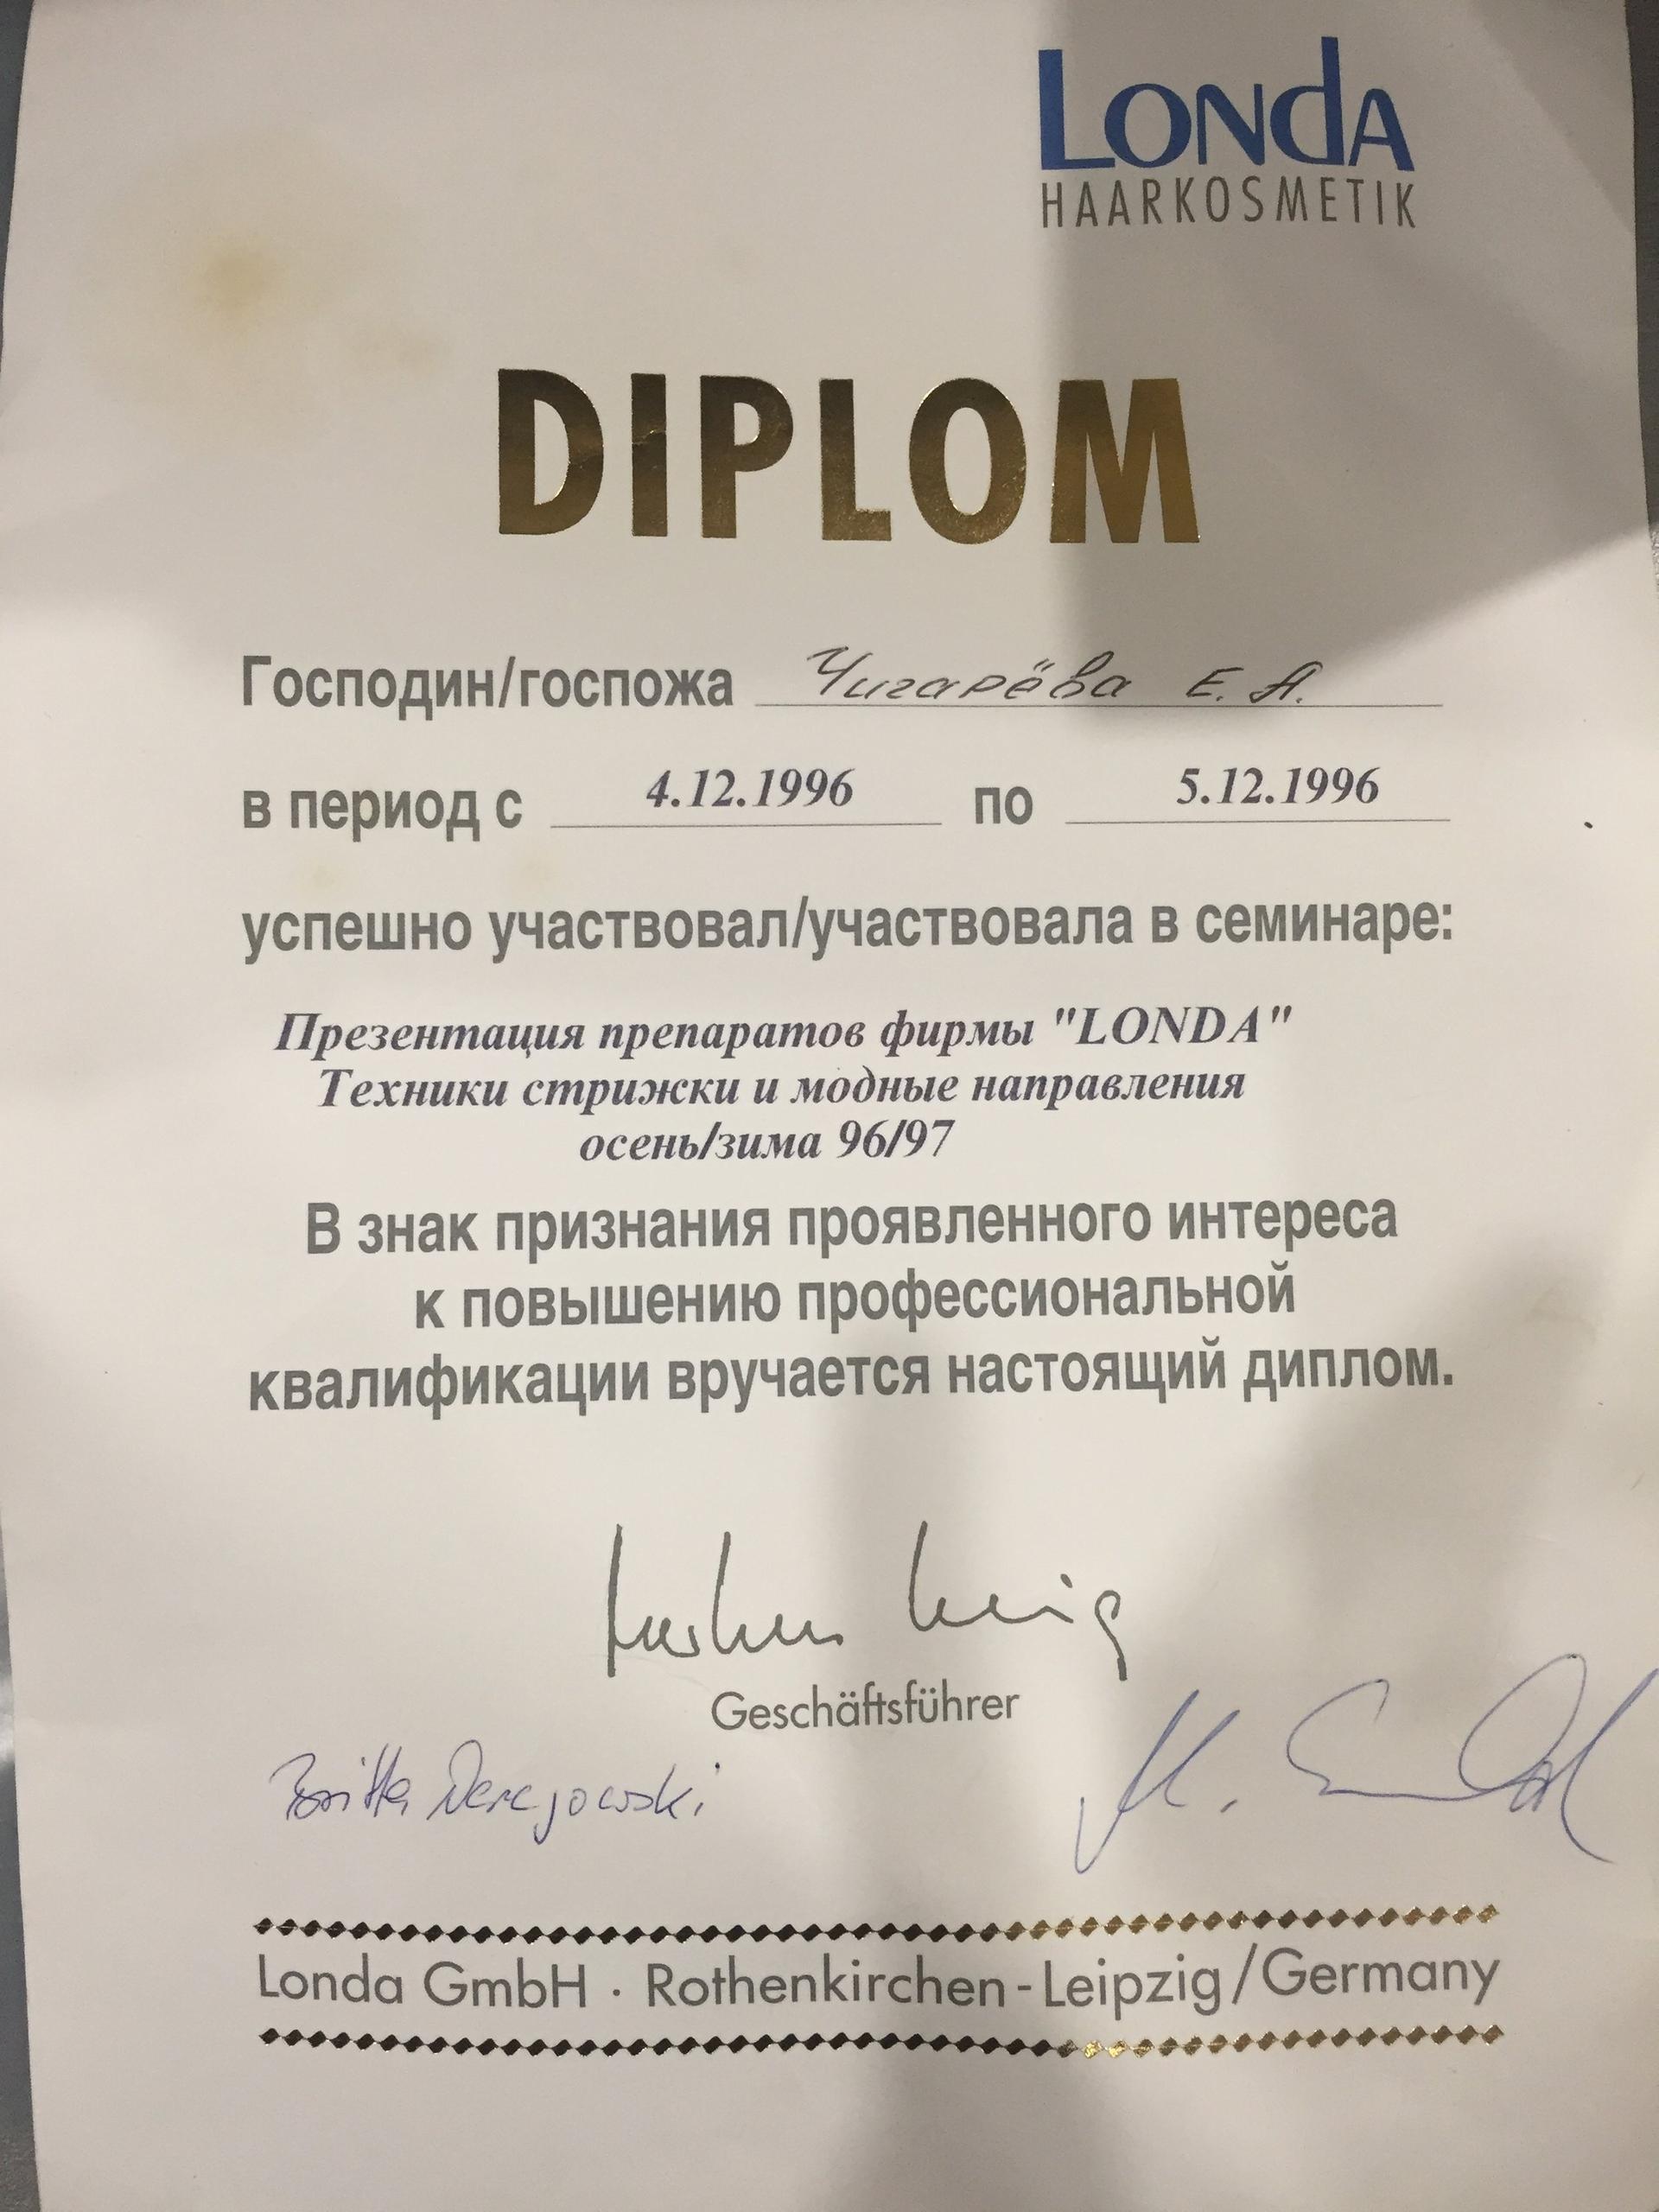 LONDA
HAARKOSMETIK
DIPLOM
Господин/госпожа Чигарёва Е. А.
в период с 4.12.1996 по 5.12.1996
успешно участвовал/участвовала в семинаре:
Презентация препаратов фирмы "LONDA"
Техники стрижски и модные направления
осень/зима 96/97
В знак признания проявленного интереса
к повышению профессиональной
квалификации вручается настоящий диплом.
Geschäftsführer
Britta
Londa GmbH · Rothenkirchen - Leipzig/Germany